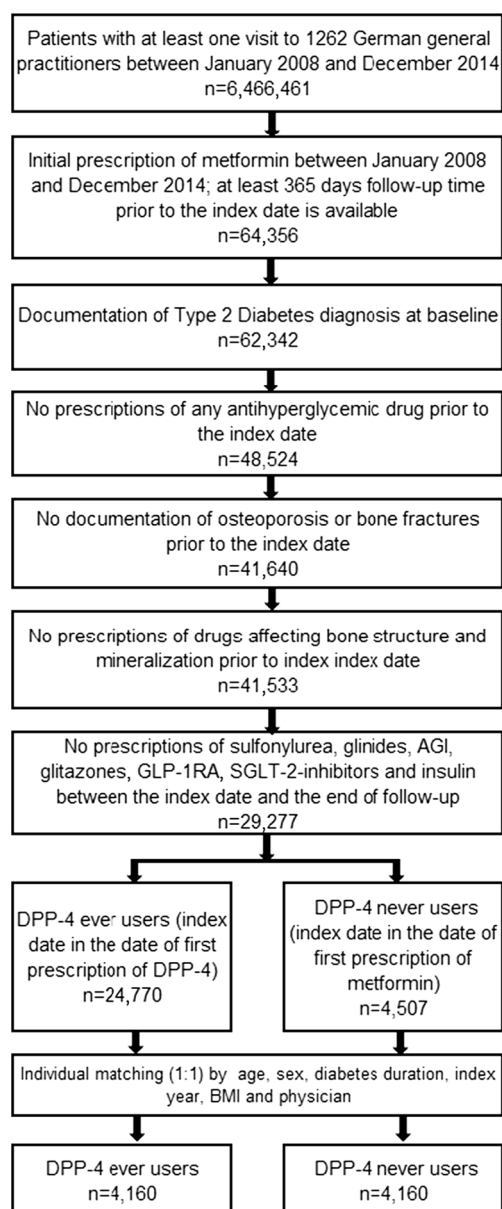 Patients with at least one visit to 1262 German general
practitioners between January 2008 and December 2014
n=6,466,461
Initial prescription of metformin between January 2008
and December 2014; at least 365 days follow-up time
prior to the index date is available
n=64,356
Documentation of Type 2 Diabetes diagnosis at baseline
n=62,342
No prescriptions of any antihyperglycemic drug prior to
the index date
n=48,524
No documentation of osteoporosis or bone fractures
prior to the index date
n=41,640
No prescriptions of drugs affecting bone structure and
mineralization prior to index index date
n=41,533
No prescriptions of sulfonylurea, glinides, AGI,
glitazones, GLP-1RA, SGLT-2-inhibitors and insulin
between the index date and the end of follow-up
n=29,277
DPP-4 ever users (index
date in the date of first
prescription of DPP-4)
n=24,770
DPP-4 never users
(index date in the date of
first prescription of
metformin)
n=4,507
Individual matching (1:1) by age, sex, diabetes duration, index
year, BMI and physician
DPP-4 ever users
n=4,160
DPP-4 never users
n=4,160